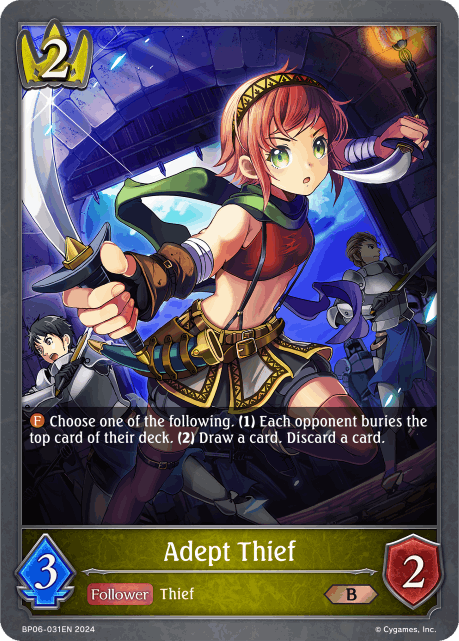 2
F Choose one of the following. (1) Each opponent buries the
top card of their deck. (2) Draw a card. Discard a card.
Adept Thief
3
Follower Thief
B
2
BP06-031EN 2024
© Cygames, Inc.